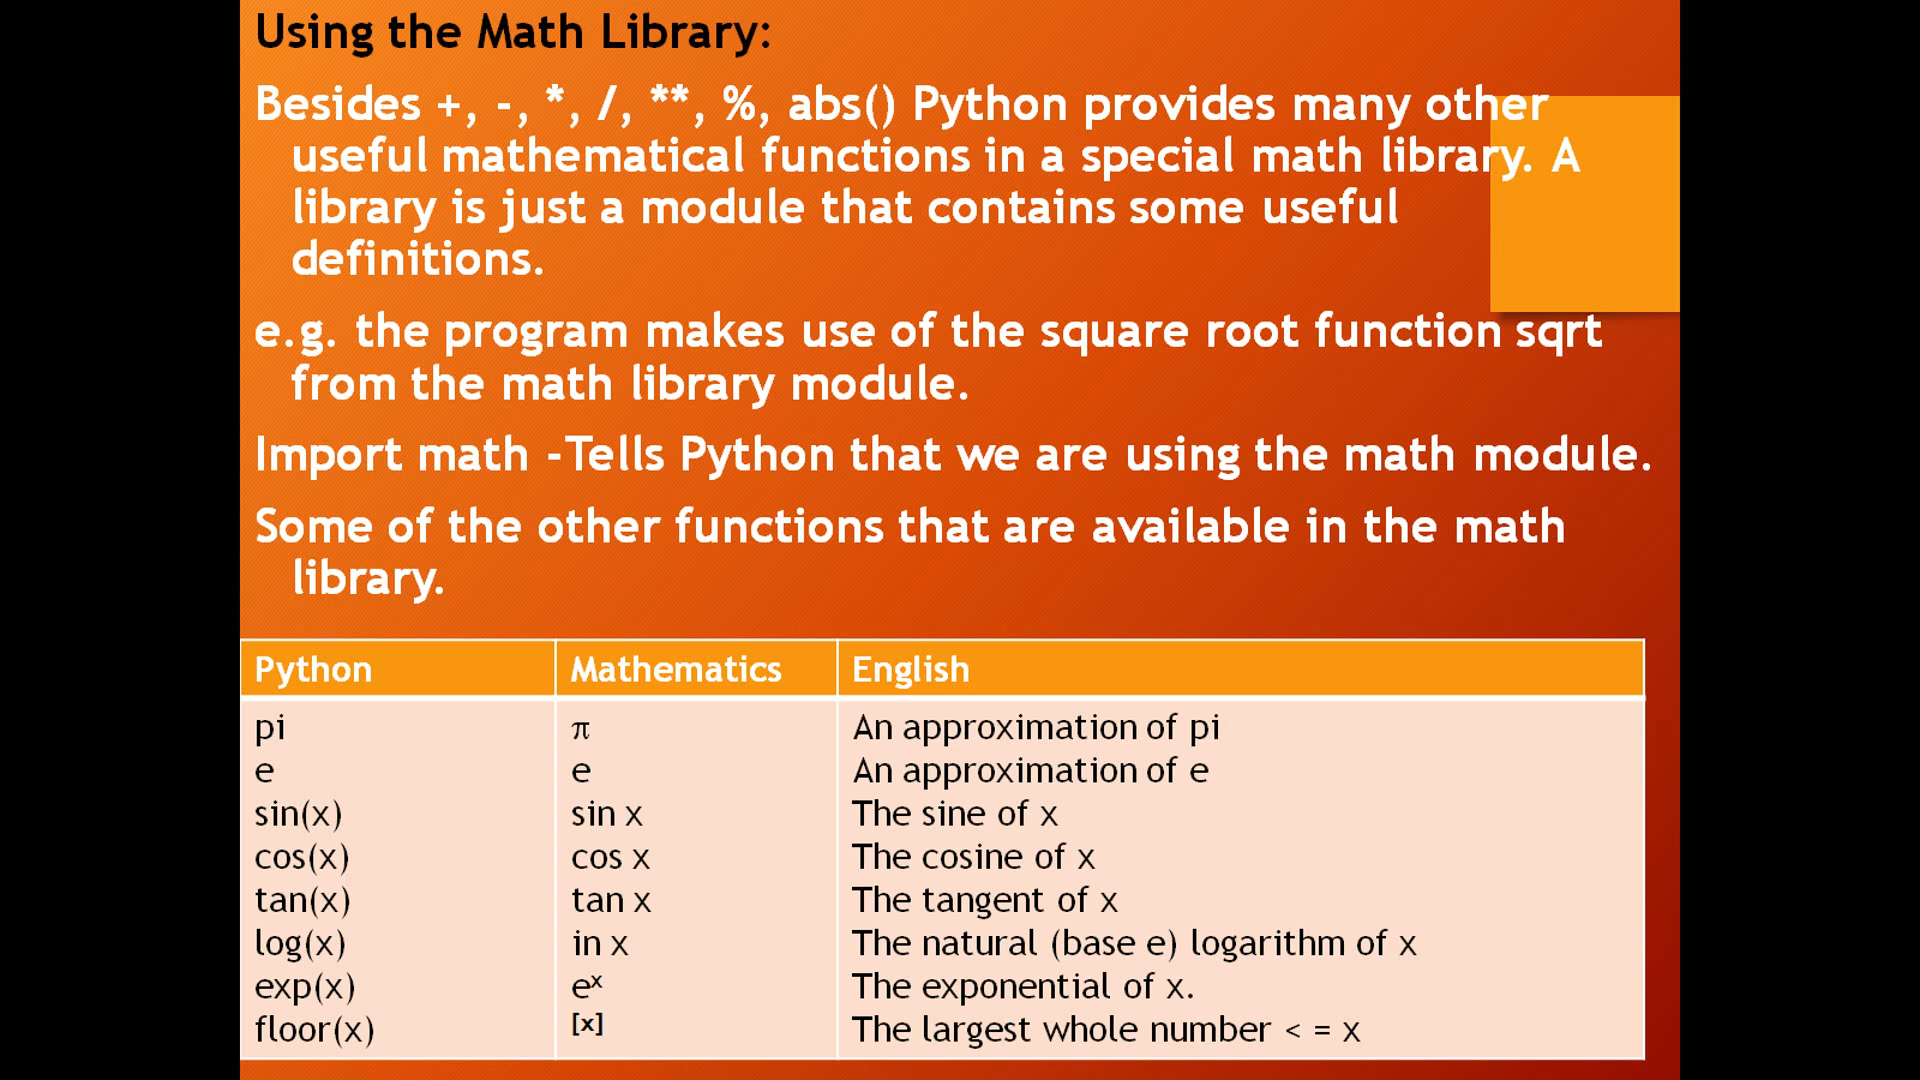 Using the Math Library:
Besides +, -, *, /, **, %, abs() Python provides many other
useful mathematical functions in a special math library. A
library is just a module that contains some useful
definitions.
e.g. the program makes use of the square root function sqrt
from the math library module.
Import math -Tells Python that we are using the math module.
Some of the other functions that are available in the math
library.
Python Mathematics English
pi π An approximation of pi
e e An approximation of e
sin(x) sin x The sine of x
cos(x) cos x The cosine of x
tan(x) tan x The tangent of x
log(x) in x The natural (base e) logarithm of x
exp(x) eˣ The exponential of x.
floor(x) [x] The largest whole number < = x